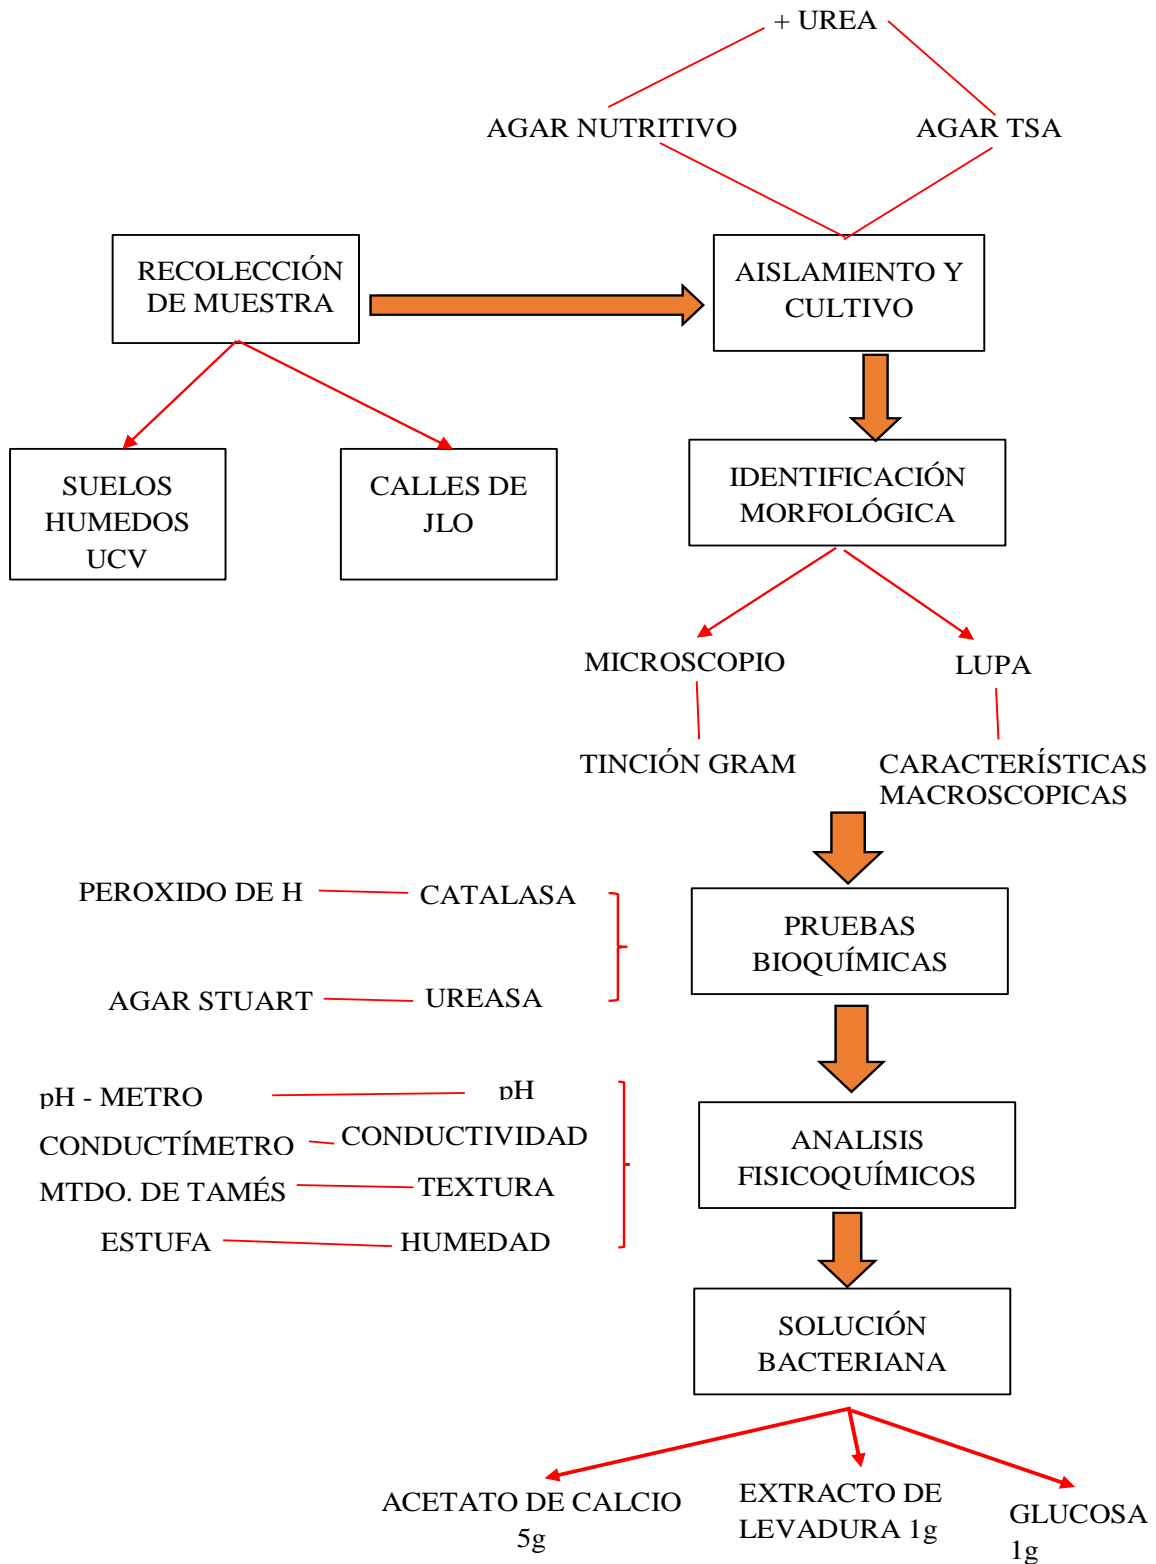 + UREA
AGAR NUTRITIVO
AGAR TSA
RECOLECCIÓN
DE MUESTRA
AISLAMIENTO Y
CULTIVO
SUELOS
HUMEDOS
UCV
CALLES DE
JLO
IDENTIFICACIÓN
MORFOLÓGICA
MICROSCOPIO
LUPA
TINCIÓN GRAM
CARACTERÍSTICAS
MACROSCOPICAS
PEROXIDO DE H
CATALASA
PRUEBAS
BIOQUÍMICAS
AGAR STUART
UREASA
pH - METRO
pH
CONDUCTÍMETRO
CONDUCTIVIDAD
MTDO. DE TAMÉS
TEXTURA
ESTUFA
HUMEDAD
ANALISIS
FISICOQUÍMICOS
SOLUCIÓN
BACTERIANA
ACETATO DE CALCIO
5g
EXTRACTO DE
LEVADURA 1g
GLUCOSA
1g